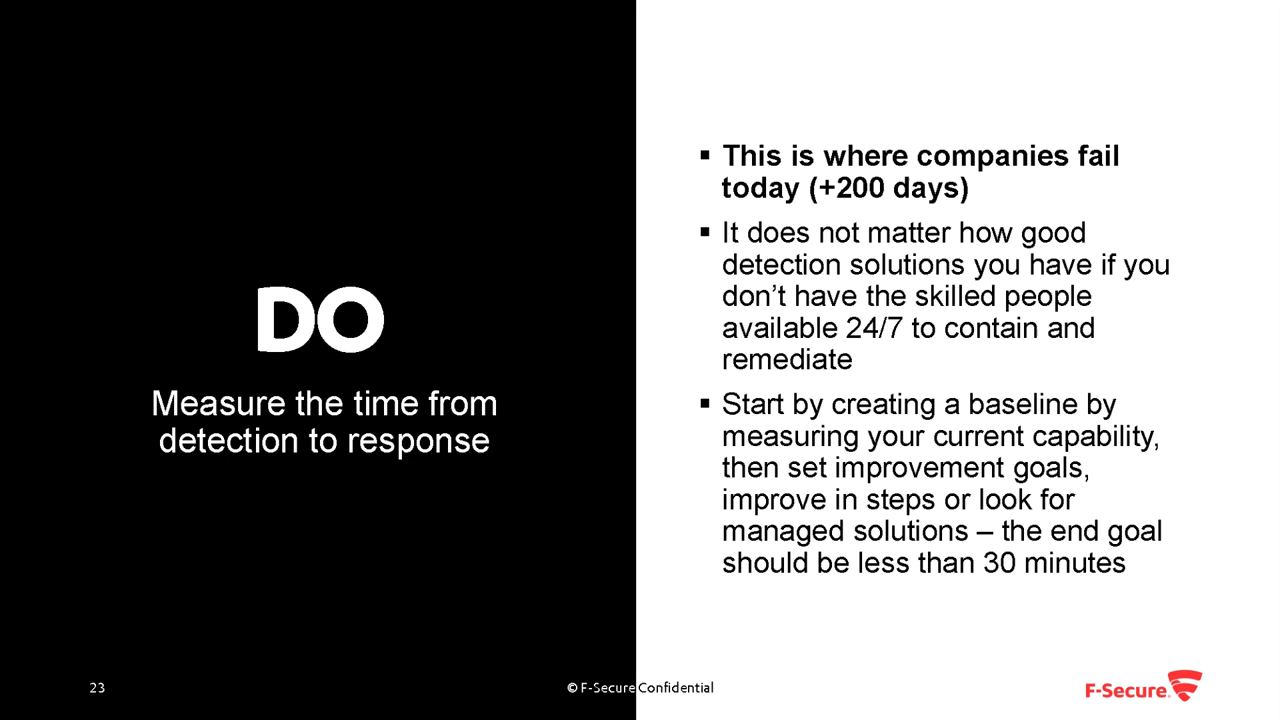 DO
Measure the time from
detection to response
▪ This is where companies fail
today (+200 days)
▪ It does not matter how good
detection solutions you have if you
don’t have the skilled people
available 24/7 to contain and
remediate
▪ Start by creating a baseline by
measuring your current capability,
then set improvement goals,
improve in steps or look for
managed solutions – the end goal
should be less than 30 minutes
23
© F-Secure Confidential
F-Secure.